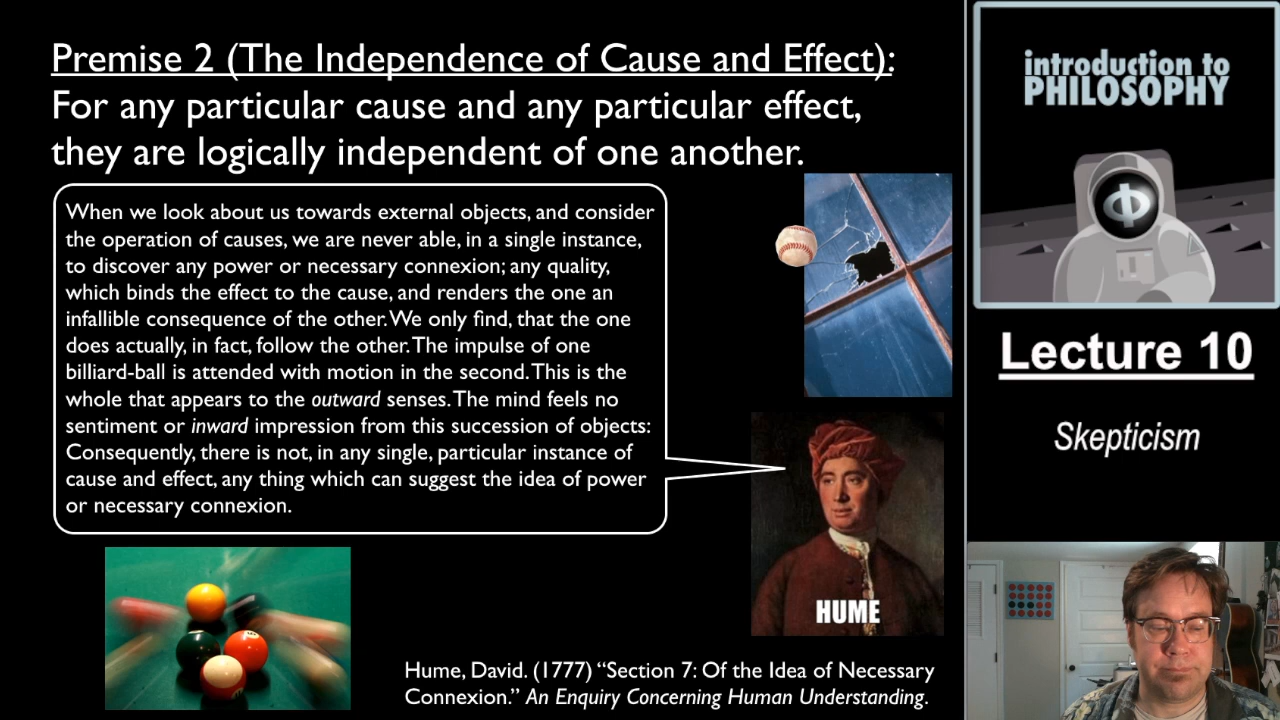 Premise 2 (The Independence of Cause and Effect):
For any particular cause and any particular effect,
they are logically independent of one another.
When we look about us towards external objects, and consider
the operation of causes, we are never able, in a single instance,
to discover any power or necessary connexion; any quality,
which binds the effect to the cause, and renders the one an
infallible consequence of the other. We only find, that the one
does actually, in fact, follow the other. The impulse of one
billiard-ball is attended with motion in the second. This is the
whole that appears to the outward senses. The mind feels no
sentiment or inward impression from this succession of objects:
Consequently, there is not, in any single, particular instance of
cause and effect, any thing which can suggest the idea of power
or necessary connexion.
HUME
Hume, David. (1777) “Section 7: Of the Idea of Necessary
Connexion.” An Enquiry Concerning Human Understanding.
introduction to
PHILOSOPHY
Φ
Lecture 10
Skepticism